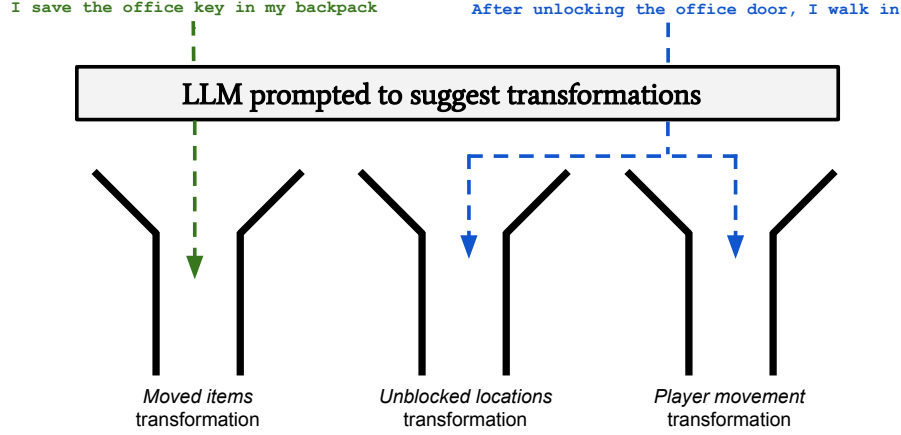 I save the office key in my backpack
After unlocking the office door, I walk in
LLM prompted to suggest transformations
Moved items
transformation
Unblocked locations
transformation
Player movement
transformation